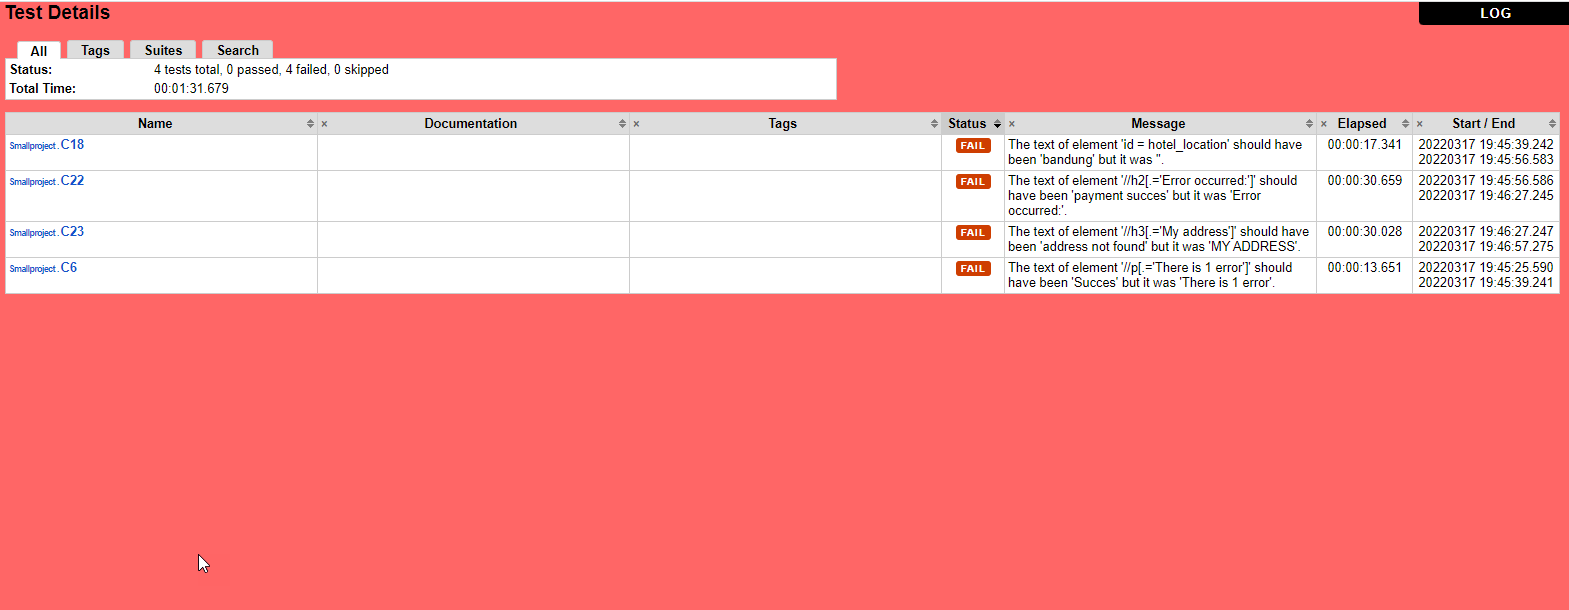 Test Details
LOG
All Tags Suites Search
Status: 4 tests total, 0 passed, 4 failed, 0 skipped
Total Time: 00:01:31.679
Name × Documentation × Tags Status × Message × Elapsed × Start / End
Smallproject.C18 FAIL The text of element 'id = hotel_location' should have 00:00:17.341 20220317 19:45:39.242
been 'bandung' but it was ''. 20220317 19:45:56.583
Smallproject.C22 FAIL The text of element '//h2[.='Error occurred:']' should 00:00:30.659 20220317 19:45:56.586
have been 'payment succes' but it was 'Error 20220317 19:46:27.245
occurred:'.
Smallproject.C23 FAIL The text of element '//h3[.='My address']' should have 00:00:30.028 20220317 19:46:27.247
been 'address not found' but it was 'MY ADDRESS'. 20220317 19:46:57.275
Smallproject.C6 FAIL The text of element '//p[.='There is 1 error']' should 00:00:13.651 20220317 19:45:25.590
have been 'Succes' but it was 'There is 1 error'. 20220317 19:45:39.241